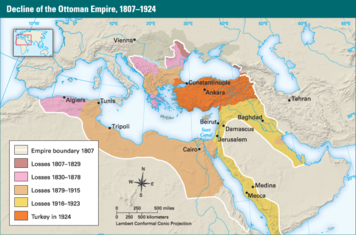 Decline of the Ottoman Empire, 1807–1924
Vienna
Constantinople
Ankara
Algiers
Tunis
Tehran
Beirut
Baghdad
Damascus
Tripoli
Suez
Canal
Jerusalem
Cairo
Medina
Mecca
Empire boundary 1807
Losses 1807–1829
Losses 1830–1878
Losses 1879–1915
Losses 1916–1923
Turkey in 1924
N
W
E
S
0 250 500 miles
0 250 500 kilometers
Lambert Conformal Conic Projection